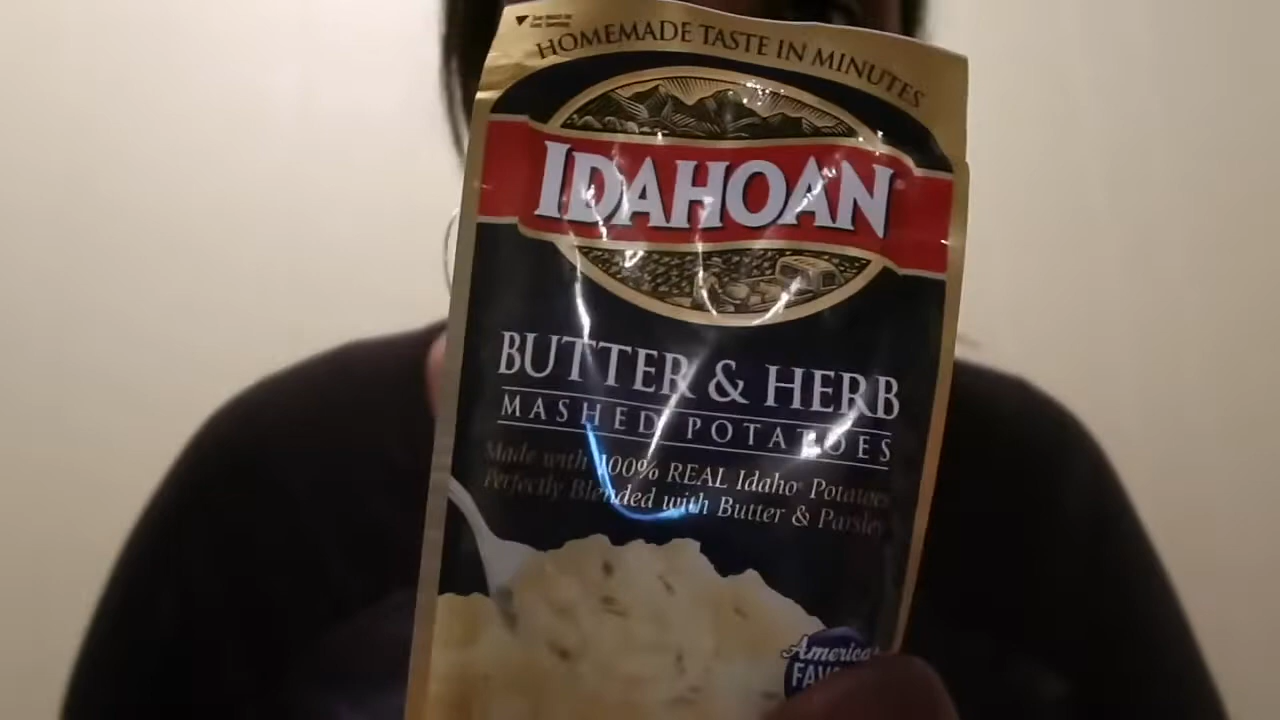 HOMEMADE TASTE IN MINUTES
IDAHOAN
BUTTER & HERB
MASHED POTATOES
Made with 100% REAL Idaho® Potatoes
Perfectly Blended with Butter & Parsley
America's